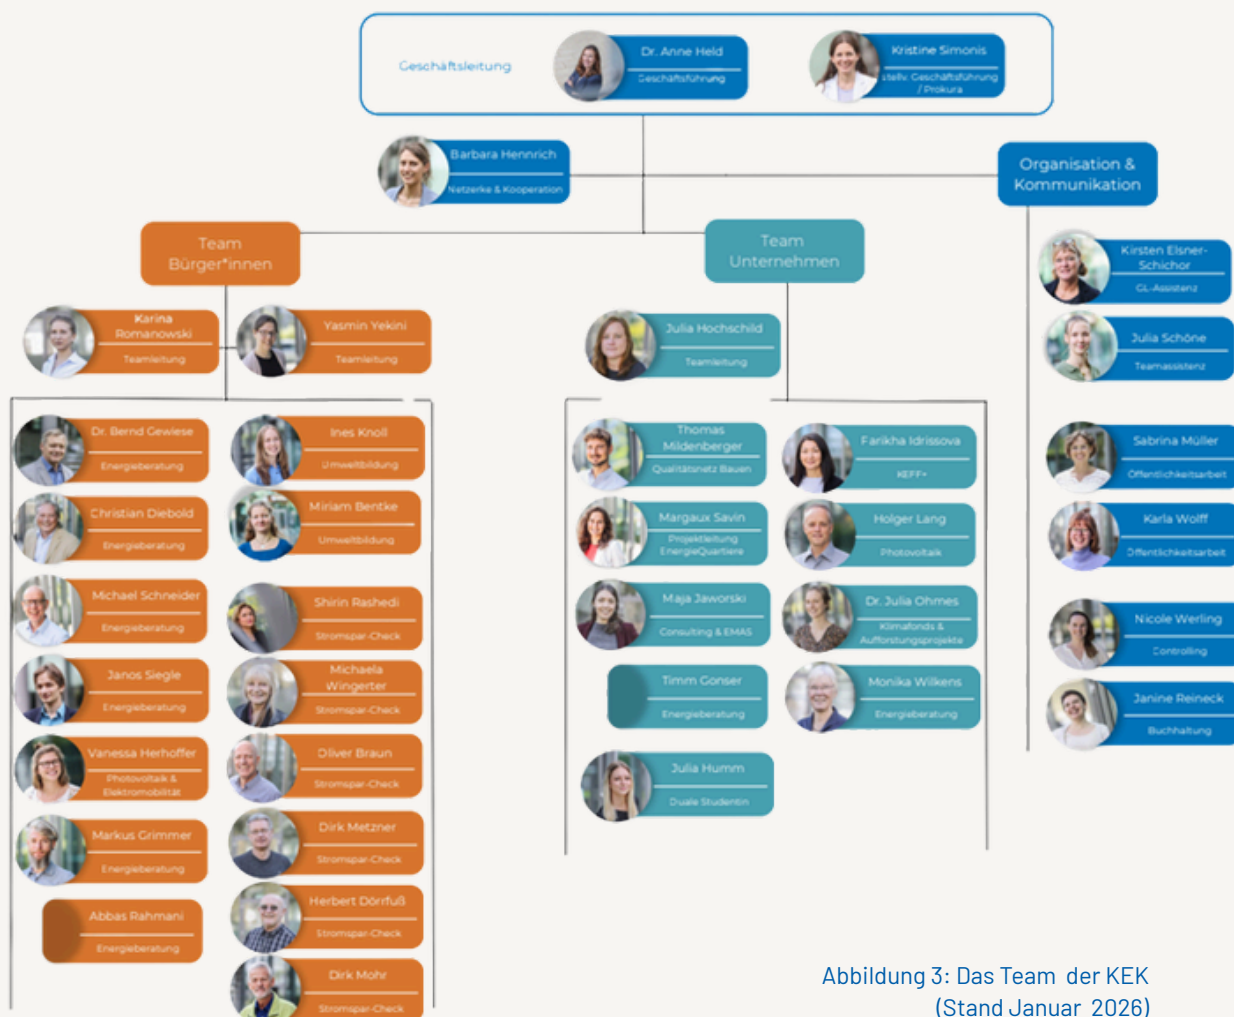 Geschäftsleitung
Dr. Anne Held
Geschäftsführung
Kristine Simonis
stellv. Geschäftsführung
/ Prokura
Barbara Hennrich
Netzerke & Kooperation
Organisation &
Kommunikation
Team
Bürger*innen
Team
Unternehmen
Karina
Romanowski
Teamleitung
Yasmin Yekini
Teamleitung
Dr. Bernd Gewiese
Energieberatung
Christian Diebold
Energieberatung
Michael Schneider
Energieberatung
Janos Siegle
Energieberatung
Vanessa Herhoffer
Photovoltaik &
Elektromobilität
Markus Grimmer
Energieberatung
Abbas Rahmani
Energieberatung
Ines Knoll
Umweltbildung
Miriam Bentke
Umweltbildung
Shirin Rashedi
Stromspar-Check
Michaela
Wingerter
Stromspar-Check
Oliver Braun
Stromspar-Check
Dirk Metzner
Stromspar-Check
Herbert Dörrfuß
Stromspar-Check
Dirk Mohr
Stromspar-Check
Julia Hochschild
Teamleitung
Thomas
Mildenberger
Qualitätsnetz Bauen
Margaux Savin
Projektleitung
EnergieQuartiere
Maja Jaworski
Consulting & EMAS
Timm Gonser
Energieberatung
Julia Humm
Duale Studentin
Farikha Idrissova
KEFF+
Holger Lang
Photovoltaik
Dr. Julia Ohmes
Klimafonds &
Aufforstungsprojekte
Monika Wilkens
Energieberatung
Kirsten Elsner-
Schichor
GL-Assistenz
Julia Schöne
Teamassistenz
Sabrina Müller
Öffentlichkeitsarbeit
Karla Wolff
Öffentlichkeitsarbeit
Nicole Werling
Controlling
Janine Reineck
Buchhaltung
Abbildung 3: Das Team der KEK
(Stand Januar 2026)